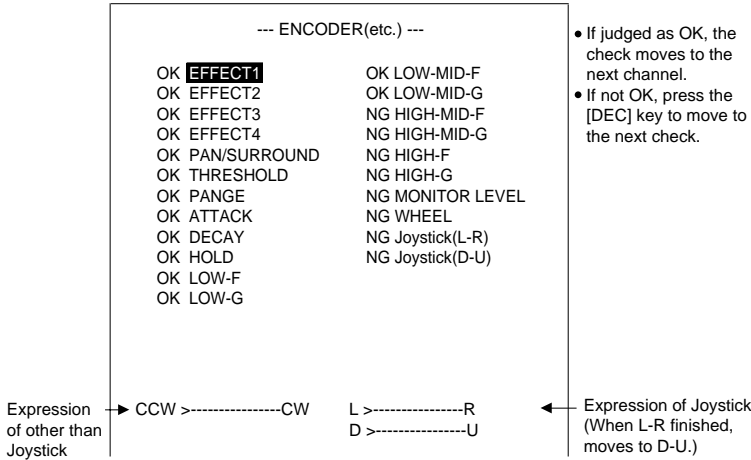 --- ENCODER(etc.) ---
OK EFFECT1
OK EFFECT2
OK EFFECT3
OK EFFECT4
OK PAN/SURROUND
OK THRESHOLD
OK PANGE
OK ATTACK
OK DECAY
OK HOLD
OK LOW-F
OK LOW-G
OK LOW-MID-F
OK LOW-MID-G
NG HIGH-MID-F
NG HIGH-MID-G
NG HIGH-F
NG HIGH-G
NG MONITOR LEVEL
NG WHEEL
NG Joystick(L-R)
NG Joystick(D-U)
● If judged as OK, the
check moves to the
next channel.
● If not OK, press the
[DEC] key to move to
the next check.
Expression
of other than
Joystick
CCW >----------------CW
L >----------------R
D >----------------U
Expression of Joystick
(When L-R finished,
moves to D-U.)